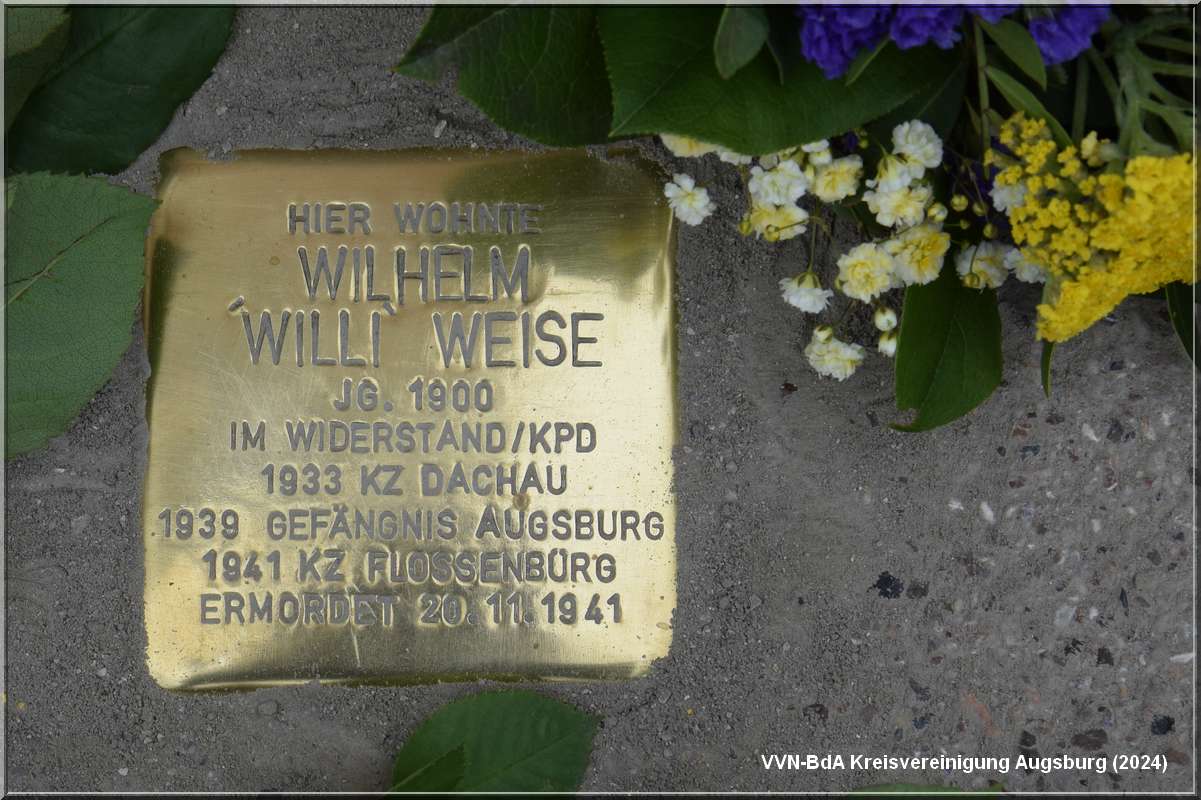 HIER WOHNTE
WILHELM
'WILLI' WEISE
JG. 1900
IM WIDERSTAND/KPD
1933 KZ DACHAU
1939 GEFÄNGNIS AUGSBURG
1941 KZ FLOSSENBÜRG
ERMORDET 20.11.1941
VVN-BdA Kreisvereinigung Augsburg (2024)